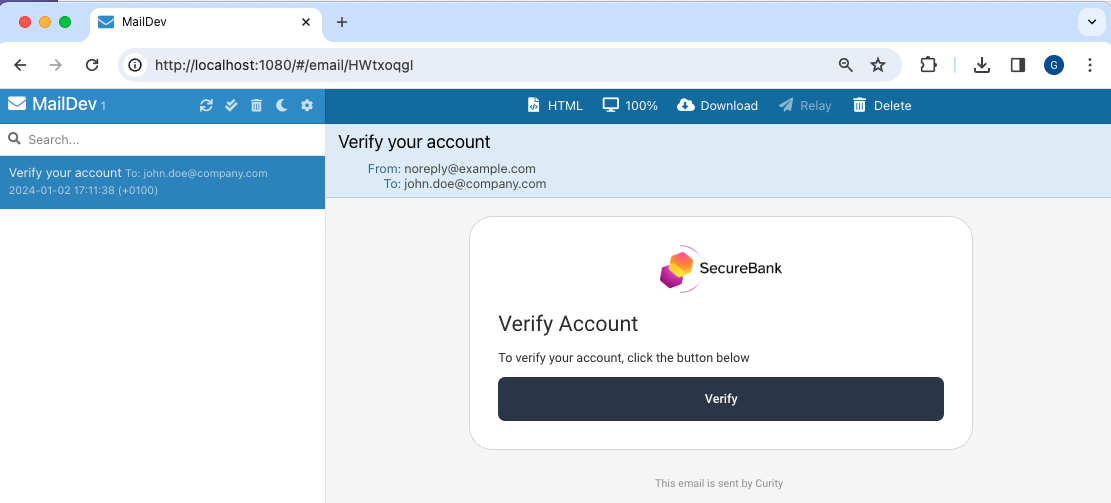 MailDev
http://localhost:1080/#/email/HWtxoqgI
G
MailDev 1
HTML 100% Download Relay Delete
Search...
Verify your account To: john.doe@company.com
2024-01-02 17:11:38 (+0100)
Verify your account
From: noreply@example.com
To: john.doe@company.com
SecureBank
Verify Account
To verify your account, click the button below
Verify
This email is sent by Curity